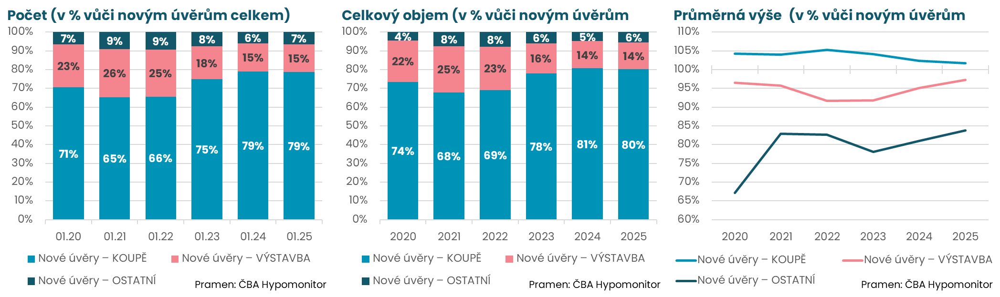 Počet (v % vůči novým úvěrům celkem)
100%
90%
80%
70%
60%
50%
40%
30%
20%
10%
0%
7% 9% 9% 8% 6% 7%
23% 26% 25% 18% 15% 15%
71% 65% 66% 75% 79% 79%
01.20 01.21 01.22 01.23 01.24 01.25
Nové úvěry – KOUPĚ Nové úvěry – VÝSTAVBA
Nové úvěry – OSTATNÍ
Pramen: ČBA Hypomonitor
Celkový objem (v % vůči novým úvěrům
100%
90%
80%
70%
60%
50%
40%
30%
20%
10%
0%
4% 8% 8% 6% 5% 6%
22% 25% 23% 16% 14% 14%
74% 68% 69% 78% 81% 80%
2020 2021 2022 2023 2024 2025
Nové úvěry – KOUPĚ Nové úvěry – VÝSTAVBA
Nové úvěry – OSTATNÍ
Pramen: ČBA Hypomonitor
Průměrná výše (v % vůči novým úvěrům
110%
105%
100%
95%
90%
85%
80%
75%
70%
65%
60%
2020 2021 2022 2023 2024 2025
Nové úvěry – KOUPĚ Nové úvěry – VÝSTAVBA
Nové úvěry – OSTATNÍ
Pramen: ČBA Hypomonitor